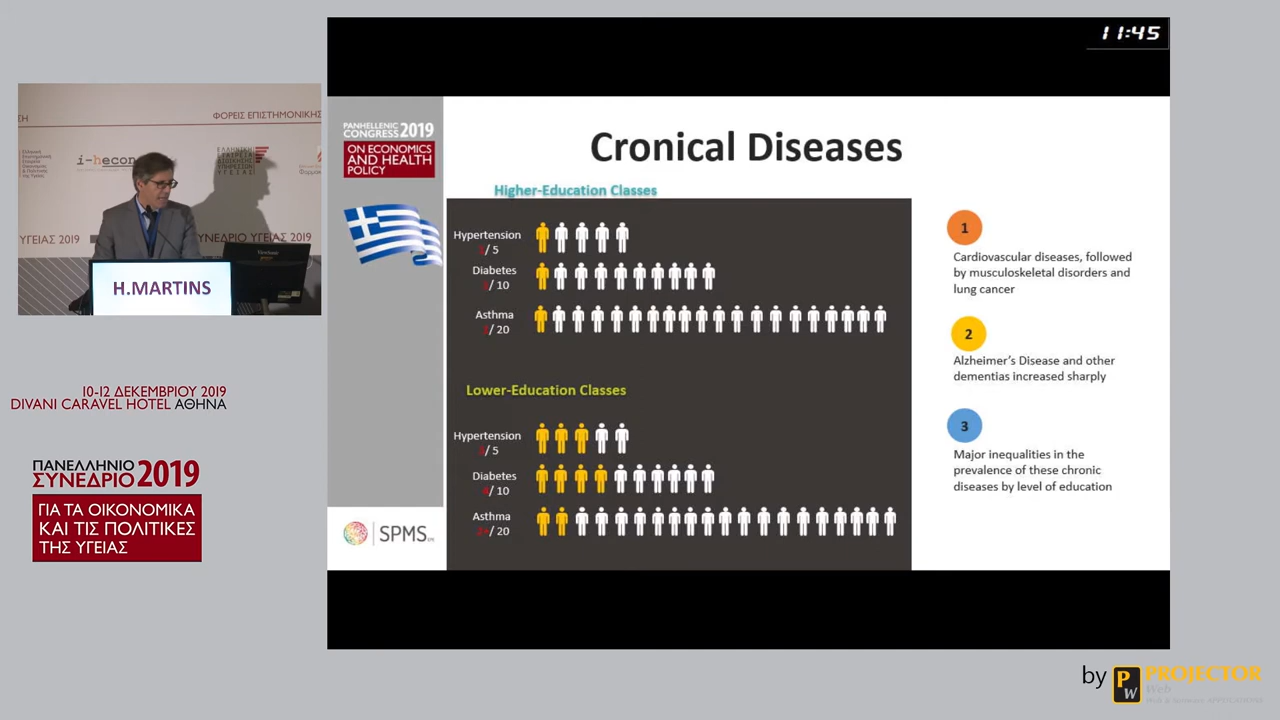 11:45
ΦΟΡΕΙΣ ΕΠΙΣΤΗΜΟΝΙΚΗΣ
i-hecon
ΥΓΕΙΑΣ 2019
ΣΥΝΕΔΡΙΟ ΥΓΕΙΑΣ 2019
H.MARTINS
10-12 ΔΕΚΕΜΒΡΙΟΥ 2019
DIVANI CARAVEL HOTEL ΑΘΗΝΑ
ΠΑΝΕΛΛΗΝΙΟ
ΣΥΝΕΔΡΙΟ 2019
ΓΙΑ ΤΑ ΟΙΚΟΝΟΜΙΚΑ
ΚΑΙ ΤΙΣ ΠΟΛΙΤΙΚΕΣ
ΤΗΣ ΥΓΕΙΑΣ
PANHELLENIC
CONGRESS 2019
ON ECONOMICS
AND HEALTH
POLICY
SPMS
Cronical Diseases
Higher-Education Classes
Hypertension
/ 5
Diabetes
/ 10
Asthma
/ 20
Lower-Education Classes
Hypertension
/ 5
Diabetes
/ 10
Asthma
/ 20
1
Cardiovascular diseases, followed
by musculoskeletal disorders and
lung cancer
2
Alzheimer's Disease and other
dementias increased sharply
3
Major inequalities in the
prevalence of these chronic
diseases by level of education
by PROJECTOR
Web
Web & Software APPLICATIONS